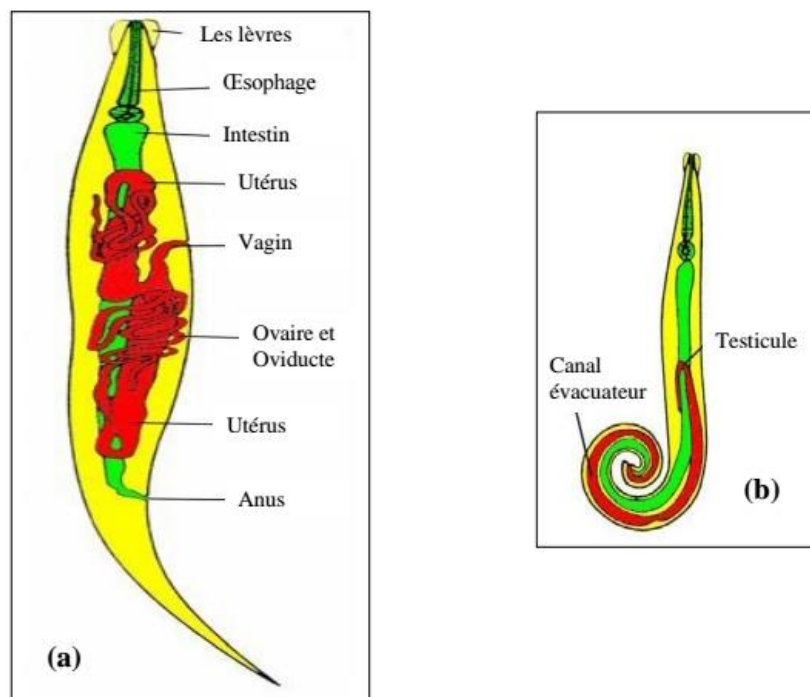 Les lèvres
Œsophage
Intestin
Utérus
Vagin
Ovaire et
Oviducte
Utérus
Anus
(a)
Testicule
Canal
évacuateur
(b)